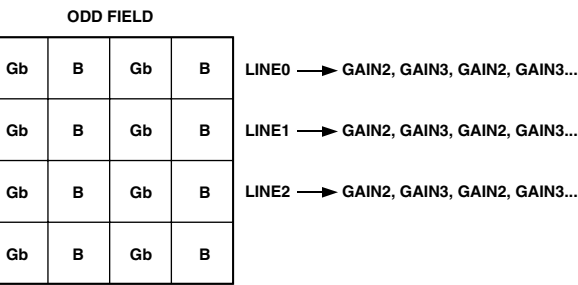 ODD FIELD
Gb B Gb B LINE0 → GAIN2, GAIN3, GAIN2, GAIN3...
Gb B Gb B LINE1 → GAIN2, GAIN3, GAIN2, GAIN3...
Gb B Gb B LINE2 → GAIN2, GAIN3, GAIN2, GAIN3...
Gb B Gb B